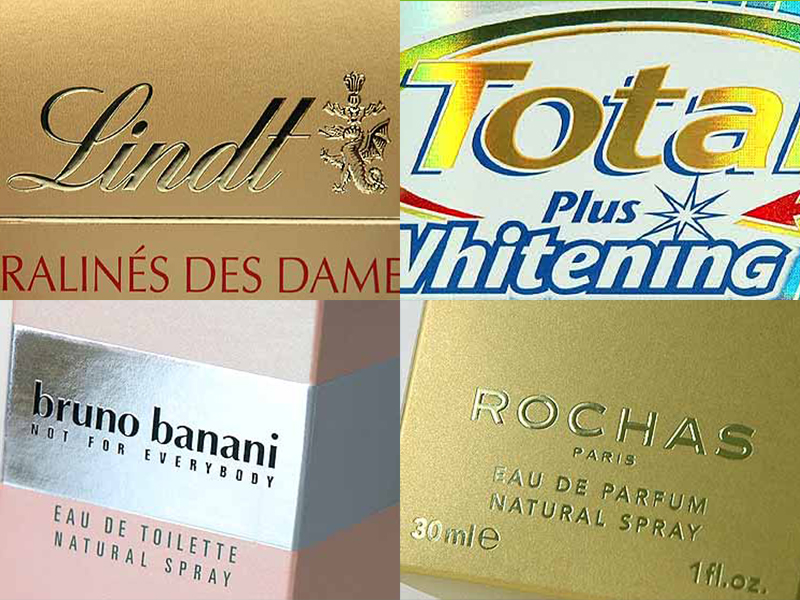 Lindt
RALINÉS DES DAME
Total
Plus
Whitening
bruno banani
NOT FOR EVERYBODY
EAU DE TOILETTE
NATURAL SPRAY
ROCHAS
PARIS
EAU DE PARFUM
NATURAL SPRAY
30ml e
1fl.oz.